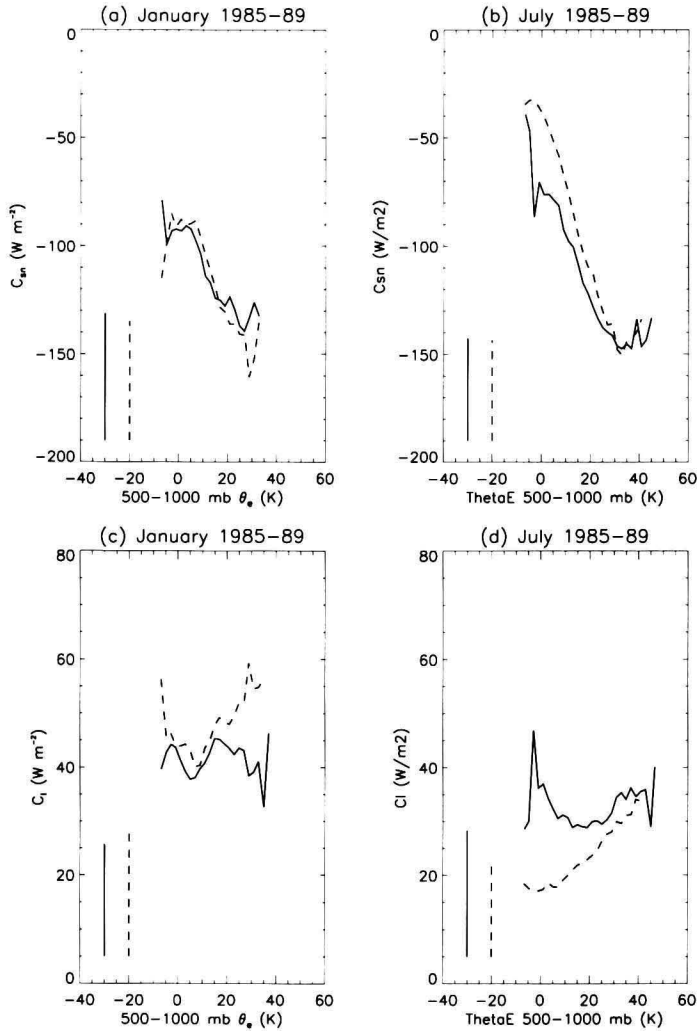 (a) January 1985-89
0
-50
-100
-150
-200
C_sn (W m⁻²)
-40 -20 0 20 40 60
500-1000 mb θ_e (K)
(b) July 1985-89
0
-50
-100
-150
-200
Csn (W/m2)
-40 -20 0 20 40 60
ThetaE 500-1000 mb (K)
(c) January 1985-89
80
60
40
20
0
C_l (W m⁻²)
-40 -20 0 20 40 60
500-1000 mb θ_e (K)
(d) July 1985-89
80
60
40
20
0
Cl (W/m2)
-40 -20 0 20 40 60
ThetaE 500-1000 mb (K)